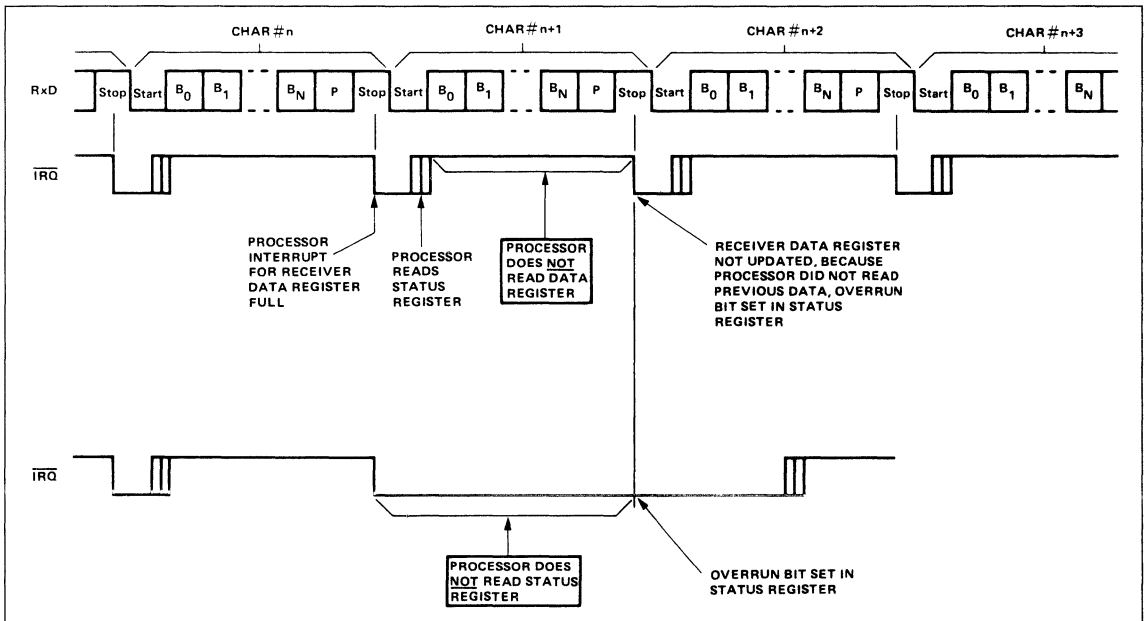 CHAR#n CHAR#n+1 CHAR#n+2 CHAR#n+3
RxD Stop Start B0 B1 BN P Stop Start B0 B1 BN P Stop Start B0 B1 BN P Stop Start B0 B1 BN
IRQ
PROCESSOR
INTERRUPT
FOR RECEIVER
DATA REGISTER
FULL
PROCESSOR
READS
STATUS
REGISTER
PROCESSOR
DOES NOT
READ DATA
REGISTER
RECEIVER DATA REGISTER
NOT UPDATED, BECAUSE
PROCESSOR DID NOT READ
PREVIOUS DATA, OVERRUN
BIT SET IN STATUS
REGISTER
IRQ
PROCESSOR DOES
NOT READ STATUS
REGISTER
OVERRUN BIT SET IN
STATUS REGISTER